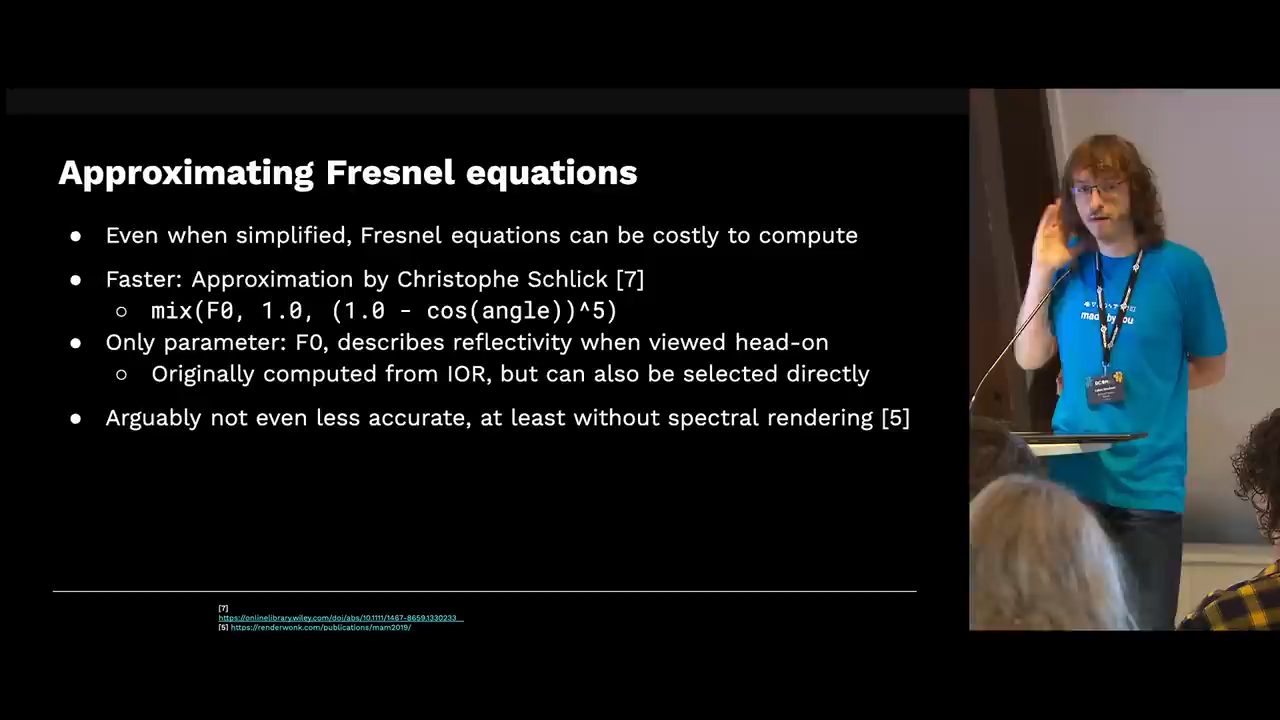 Approximating Fresnel equations
● Even when simplified, Fresnel equations can be costly to compute
● Faster: Approximation by Christophe Schlick [7]
○ mix(F0, 1.0, (1.0 - cos(angle))^5)
● Only parameter: F0, describes reflectivity when viewed head-on
○ Originally computed from IOR, but can also be selected directly
● Arguably not even less accurate, at least without spectral rendering [5]
[7]
https://onlinelibrary.wiley.com/doi/abs/10.1111/1467-8659.1330233
[5] https://renderwonk.com/publications/mam2019/
made by you